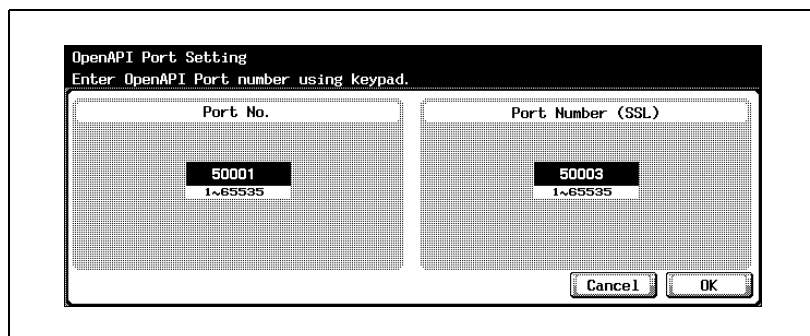 OpenAPI Port Setting
Enter OpenAPI Port number using keypad.
Port No.
Port Number (SSL)
50001
1~65535
50003
1~65535
Cancel
OK